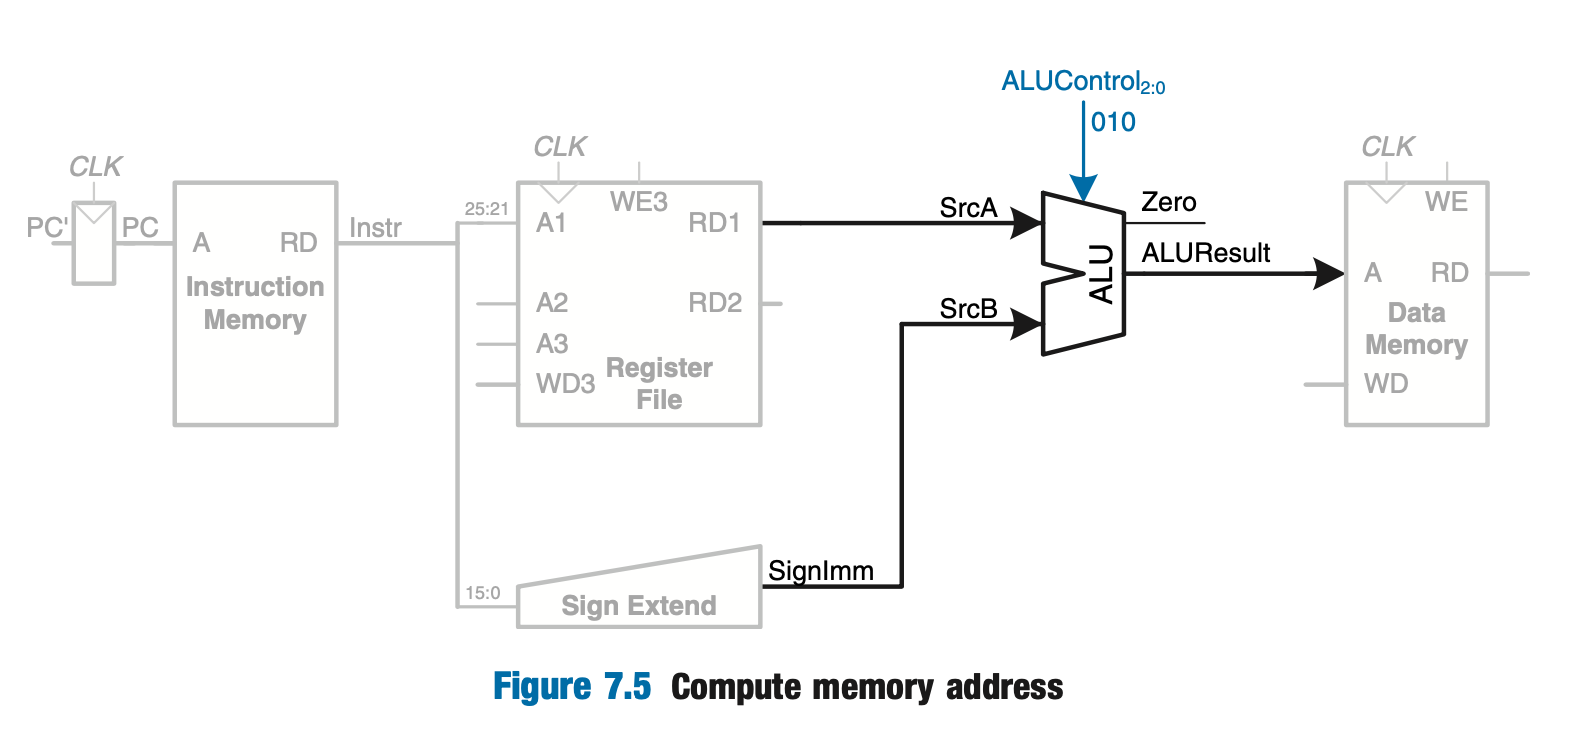 ALUControl2:0
010
CLK
CLK
CLK
PC'
PC
A
RD
Instruction
Memory
Instr
25:21
A1
WE3
RD1
A2
RD2
A3
WD3
Register
File
SrcA
SrcB
ALU
Zero
ALUResult
WE
A
RD
Data
Memory
WD
15:0
Sign Extend
SignImm
Figure 7.5 Compute memory address